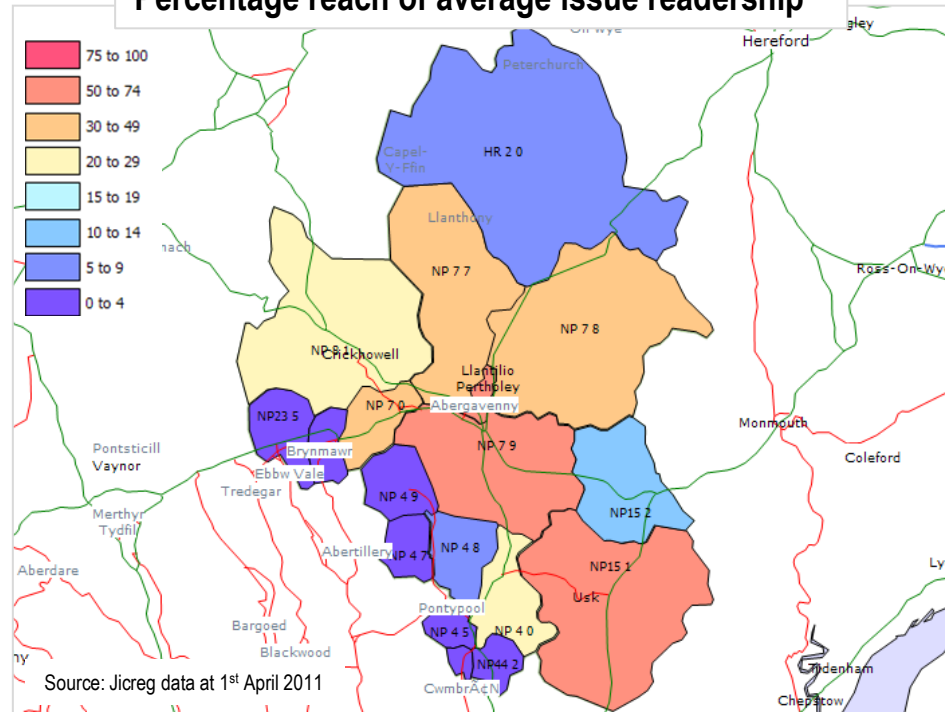 Percentage reach of average issue readership
75 to 100
50 to 74
30 to 49
20 to 29
15 to 19
10 to 14
5 to 9
0 to 4
Hereford
Peterchurch
HR 2 0
Capel-
Y-Ffin
Llanthony
NP 7 7
Ross-On-Wye
NP 7 8
NP 8 1
Crickhowell
Llantilio
Pertholey
NP 7 0
Abergavenny
NP23 5
Monmouth
NP 7 9
Pontsticill
Vaynor
Brynmawr
Coleford
Ebbw Vale
Tredegar
NP 4 9
NP15 2
Merthyr
Tydfil
NP 4 8
Abertillery
NP 4 7
NP15 1
Aberdare
Usk
Pontypool
Bargoed
NP 4 5
NP 4 0
Blackwood
NP44 2
Tidenham
Source: Jicreg data at 1st April 2011
CwmbrÃ¢N
Chepstow